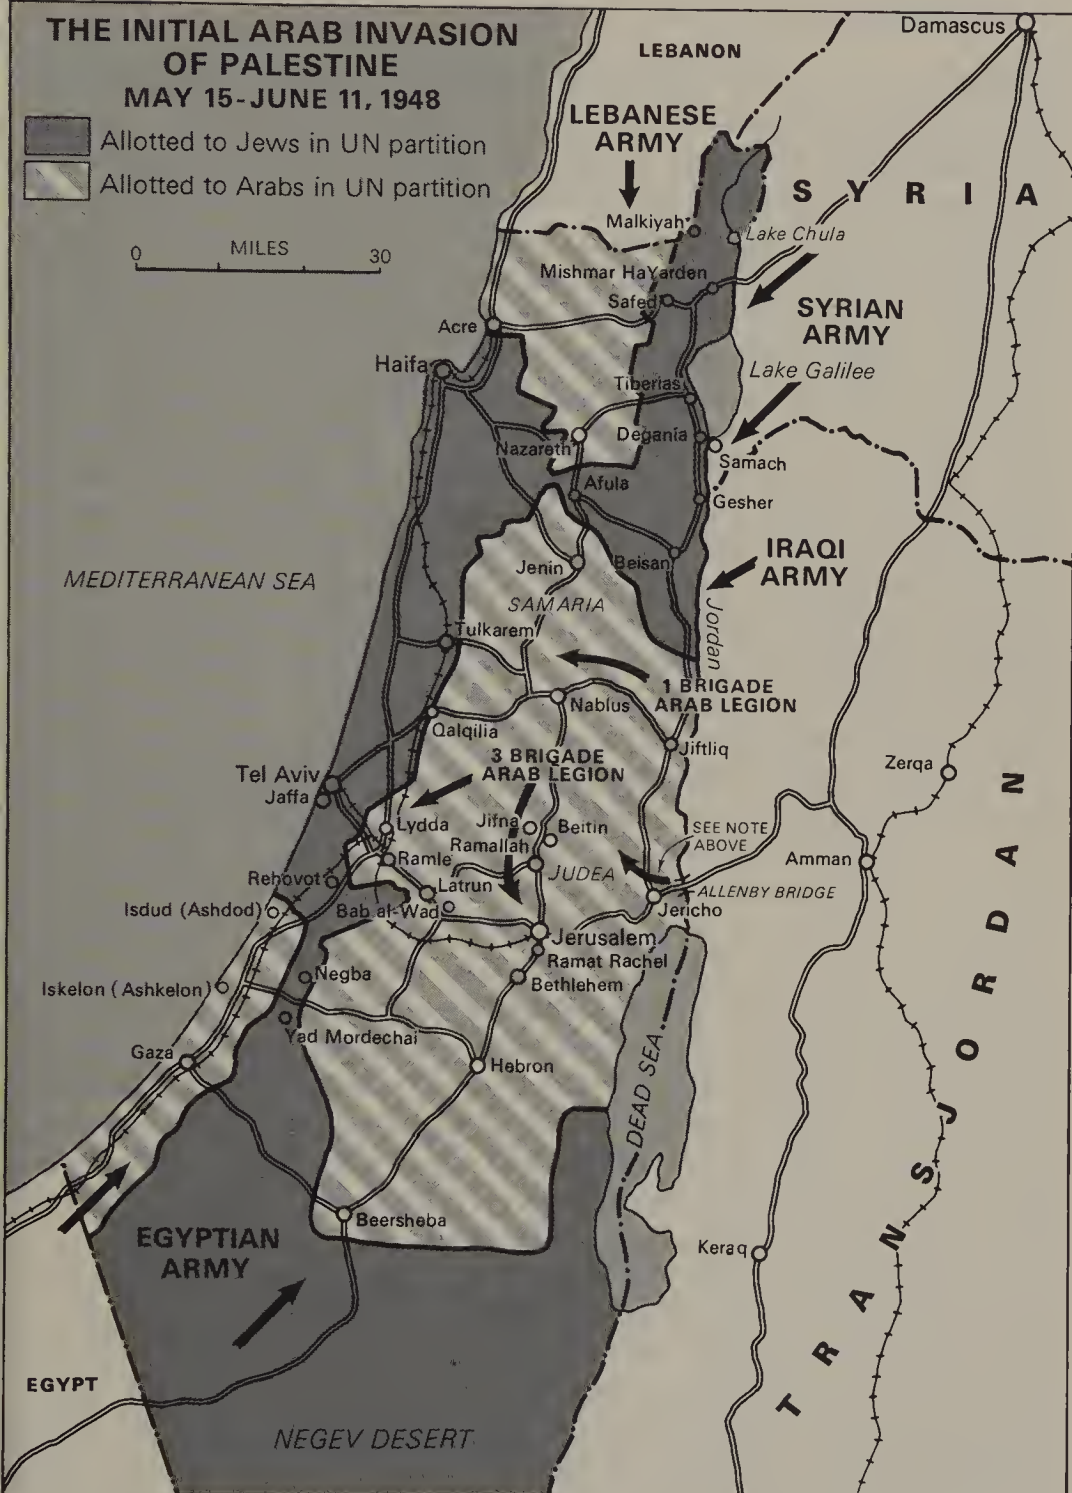 THE INITIAL ARAB INVASION
OF PALESTINE
MAY 15-JUNE 11, 1948
Allotted to Jews in UN partition
Allotted to Arabs in UN partition
0 MILES 30
Damascus
LEBANON
LEBANESE
ARMY
SYRIA
Malkiyah
Lake Chula
Mishmar HaYarden
Safed
SYRIAN
ARMY
Acre
Haifa
Lake Galilee
Tiberias
Nazareth
Degania
Samach
Afula
Gesher
IRAQI
ARMY
Jenin
Beisan
MEDITERRANEAN SEA
SAMARIA
Jordan
Tulkarem
1 BRIGADE
ARAB LEGION
Nablus
Qalqilia
Jiftliq
3 BRIGADE
ARAB LEGION
Tel Aviv
Jaffa
Zerqa
Lydda
Jifna
Beitin
SEE NOTE
ABOVE
Ramle
Ramallah
JUDEA
Amman
Rehovot
Latrun
ALLENBY BRIDGE
Isdud (Ashdod)
Bab al-Wad
Jericho
Jerusalem
Ramat Rachel
Negba
Bethlehem
Iskelon (Ashkelon)
Yad Mordechai
Gaza
Hebron
DEAD SEA
TRANSJORDAN
Beersheba
EGYPTIAN
ARMY
Keraq
EGYPT
NEGEV DESERT